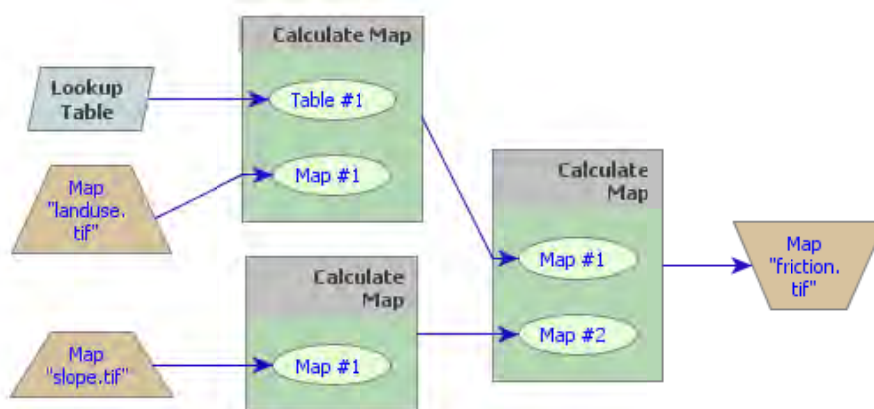 Calculate Map
Lookup
Table
Table #1
Map
"landuse.
tif"
Map #1
Calculate
Map
Map #1
Map #2
Map
"friction.
tif"
Calculate
Map
Map
"slope.tif"
Map #1